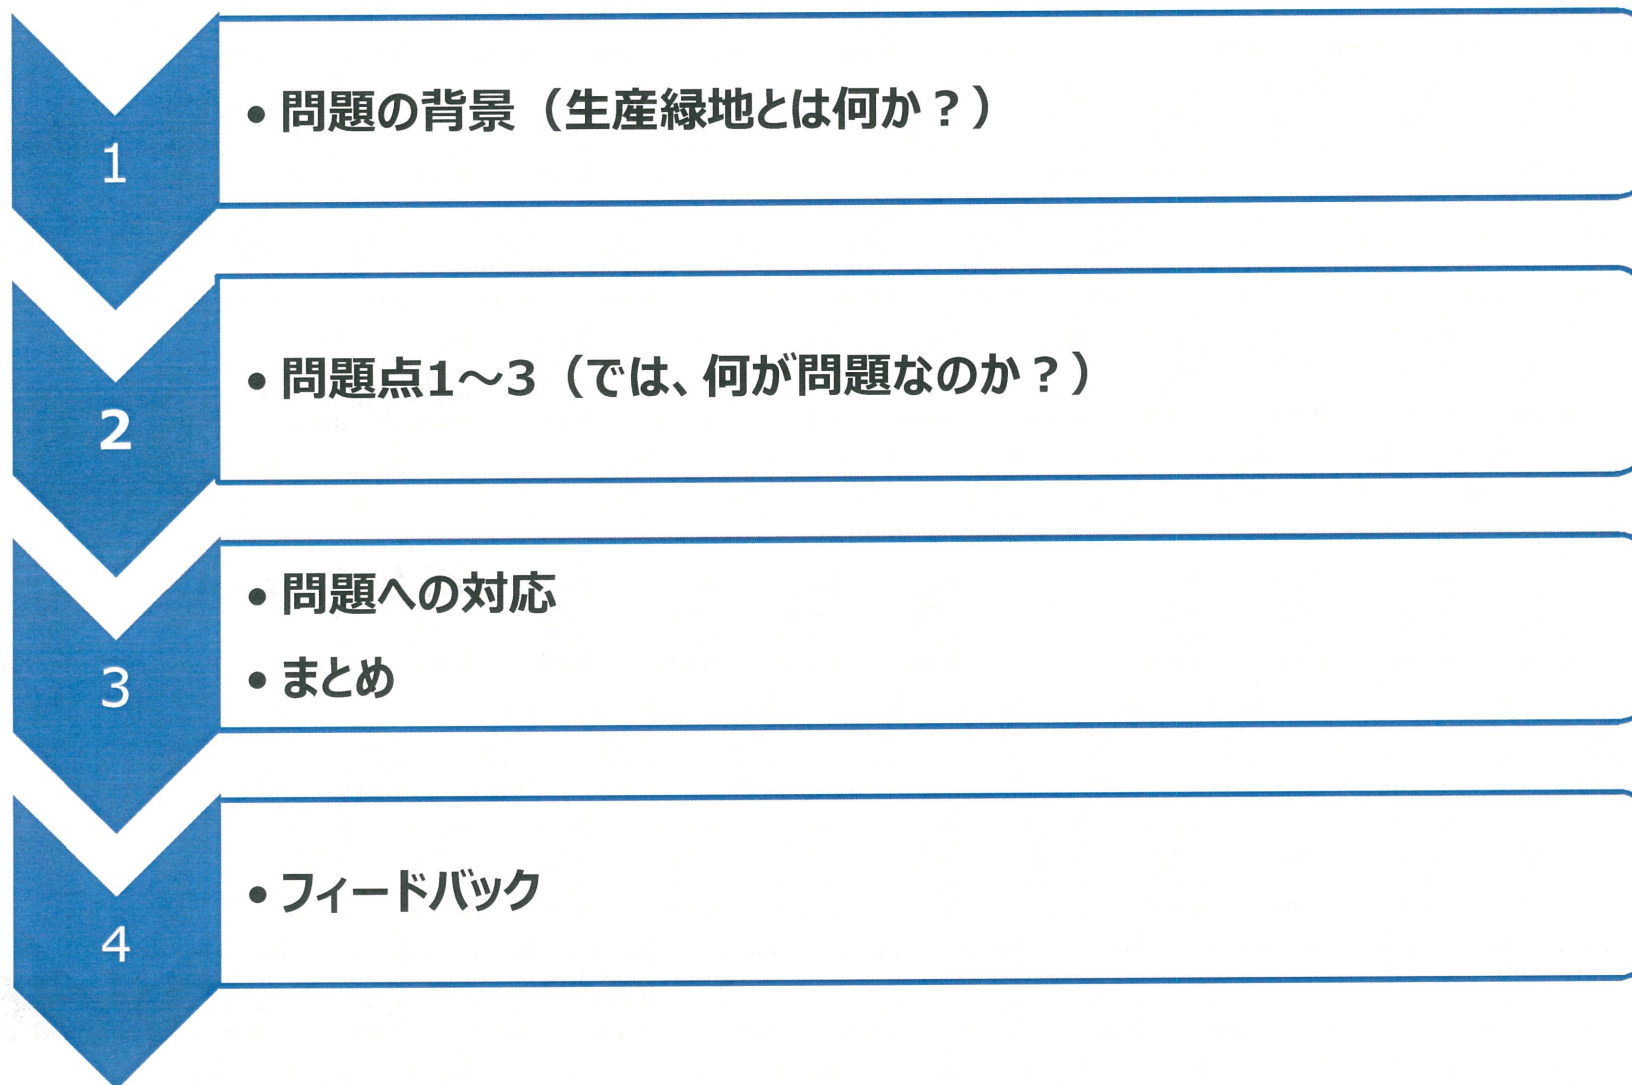 1
• 問題の背景（生産緑地とは何か？）
2
• 問題点1～3（では、何が問題なのか？）
3
• 問題への対応
• まとめ
4
• フィードバック